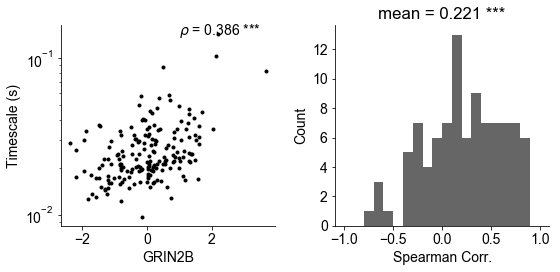 ρ = 0.386 ***
10⁻¹
10⁻²
Timescale (s)
−2 0 2
GRIN2B
mean = 0.221 ***
12
10
8
6
4
2
0
Count
−1.0 −0.5 0.0 0.5 1.0
Spearman Corr.